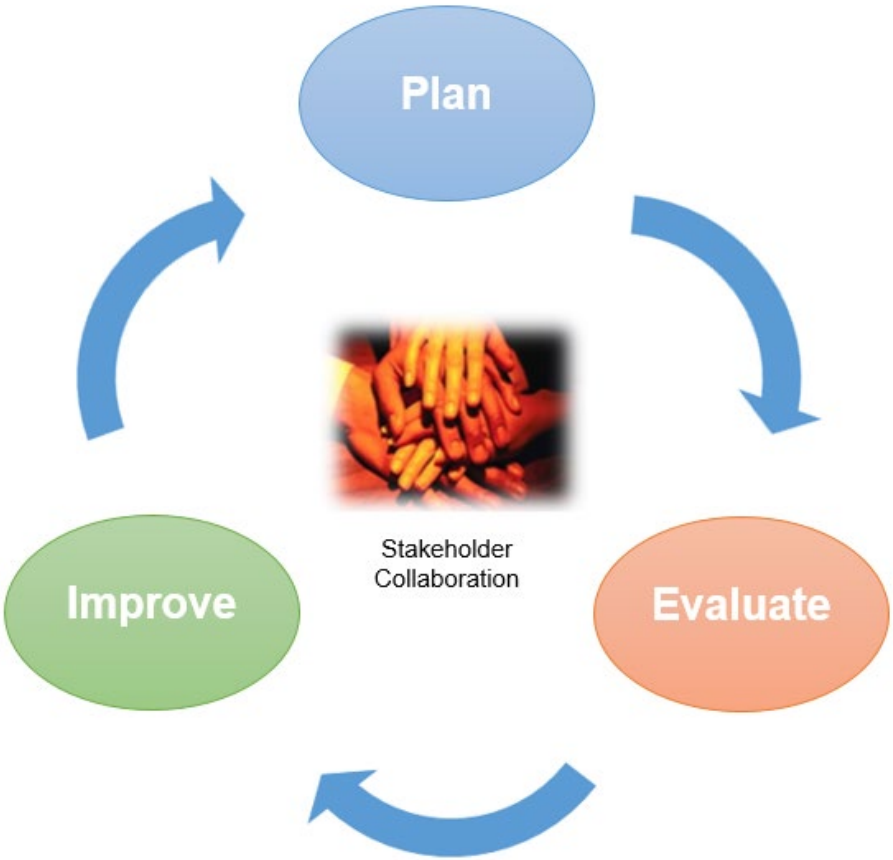 Plan
Stakeholder
Collaboration
Improve
Evaluate